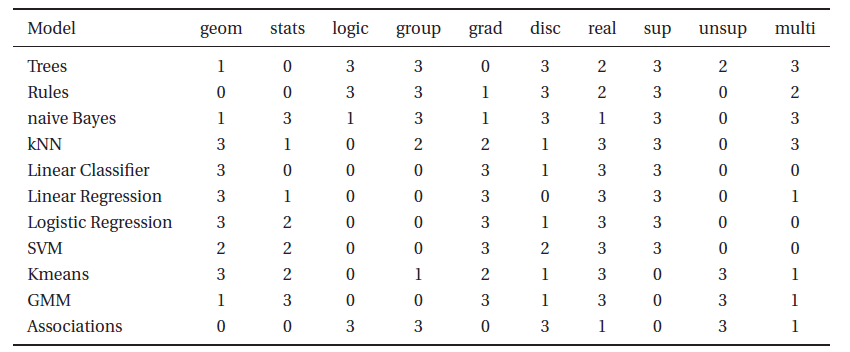 Model geom stats logic group grad disc real sup unsup multi
Trees 1 0 3 3 0 3 2 3 2 3
Rules 0 0 3 3 1 3 2 3 0 2
naive Bayes 1 3 1 3 1 3 1 3 0 3
kNN 3 1 0 2 2 1 3 3 0 3
Linear Classifier 3 0 0 0 3 1 3 3 0 0
Linear Regression 3 1 0 0 3 0 3 3 0 1
Logistic Regression 3 2 0 0 3 1 3 3 0 0
SVM 2 2 0 0 3 2 3 3 0 0
Kmeans 3 2 0 1 2 1 3 0 3 1
GMM 1 3 0 0 3 1 3 0 3 1
Associations 0 0 3 3 0 3 1 0 3 1